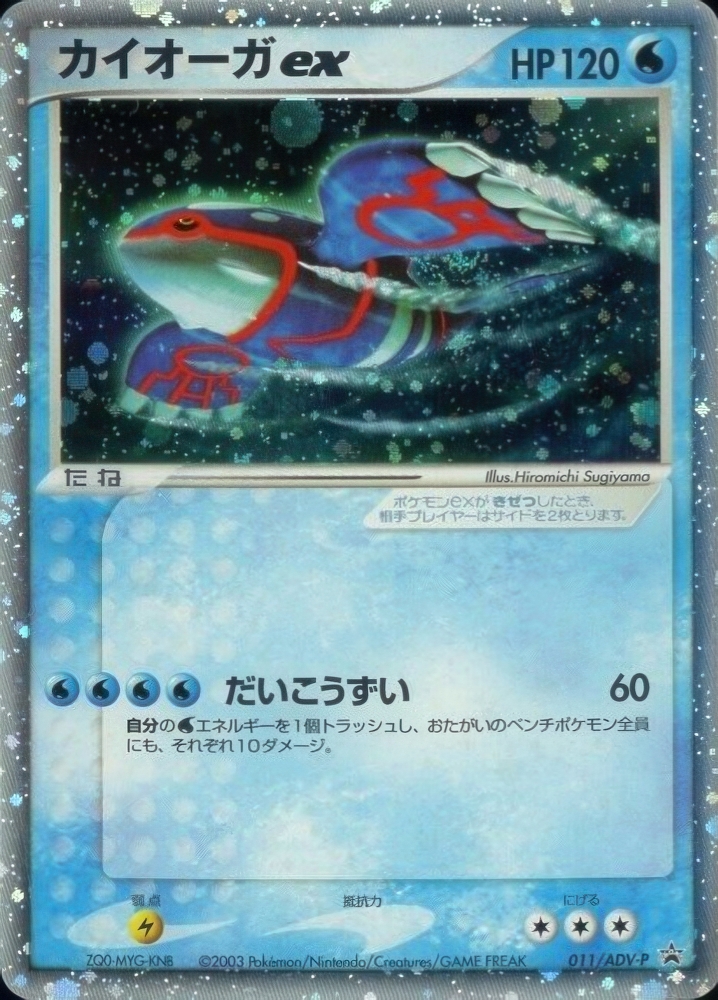 カイオーガex HP120
たね
Illus.Hiromichi Sugiyama
ポケモンexが きぜつしたとき、
相手プレイヤーはサイドを2枚とります。
だいこうずい 60
自分のエネルギーを1個トラッシュし、おたがいのベンチポケモン全員
にも、それぞれ10ダメージ。
弱点 抵抗力 にげる
ZQ0-MYG-KNB ©2003 Pokémon/Nintendo/Creatures/GAME FREAK 011/ADV-P